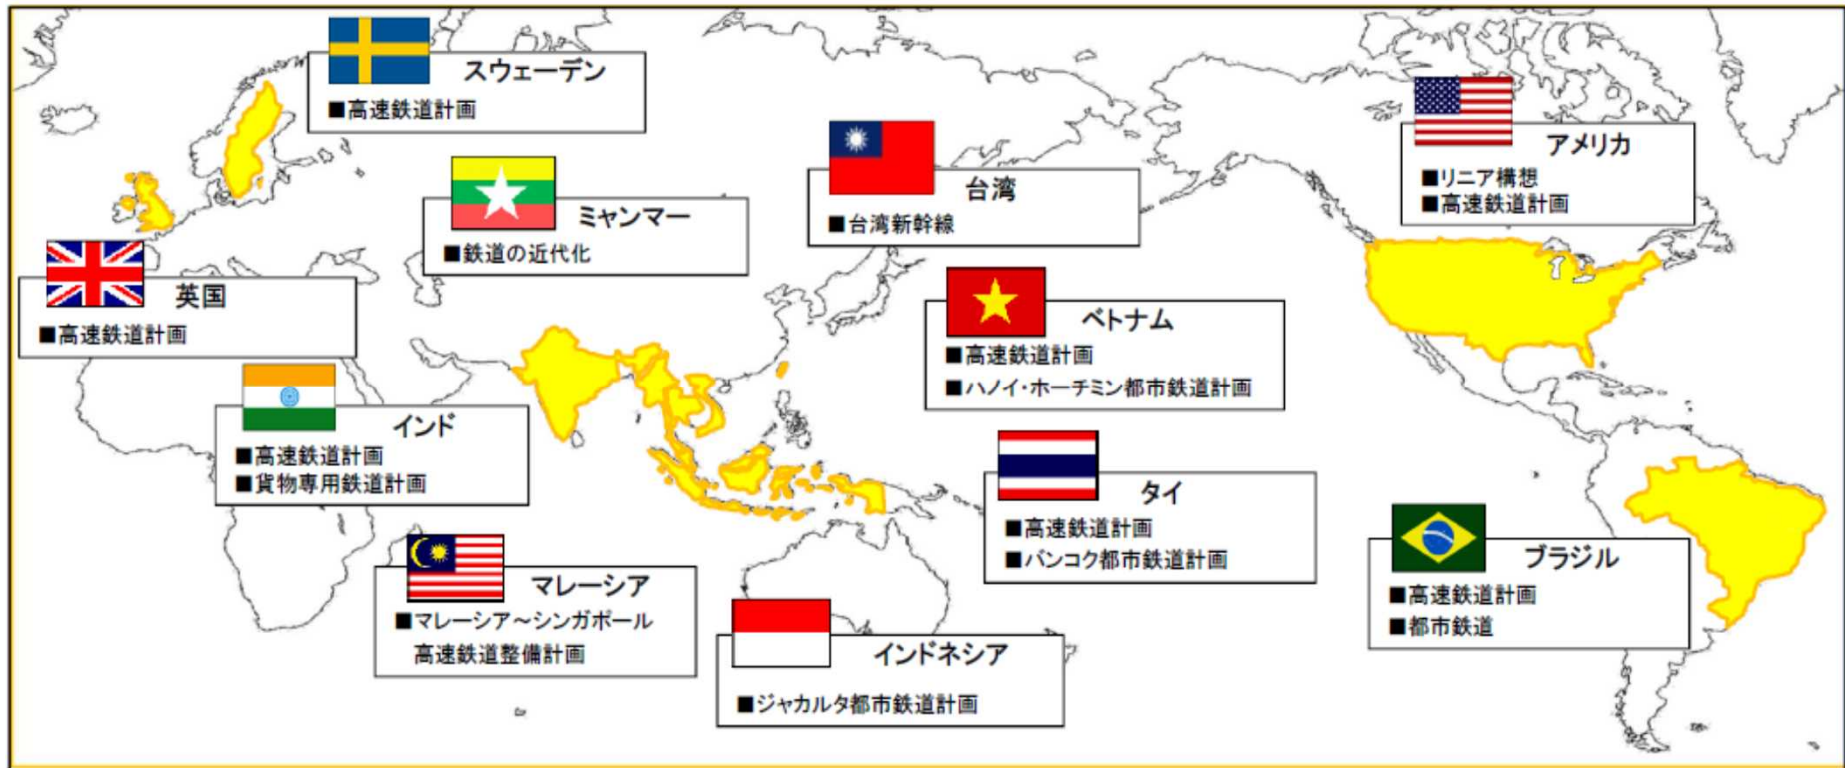 スウェーデン
■高速鉄道計画
ミャンマー
■鉄道の近代化
台湾
■台湾新幹線
アメリカ
■リニア構想
■高速鉄道計画
英国
■高速鉄道計画
ベトナム
■高速鉄道計画
■ハノイ・ホーチミン都市鉄道計画
インド
■高速鉄道計画
■貨物専用鉄道計画
タイ
■高速鉄道計画
■バンコク都市鉄道計画
ブラジル
■高速鉄道計画
■都市鉄道
マレーシア
■マレーシア～シンガポール
高速鉄道整備計画
インドネシア
■ジャカルタ都市鉄道計画